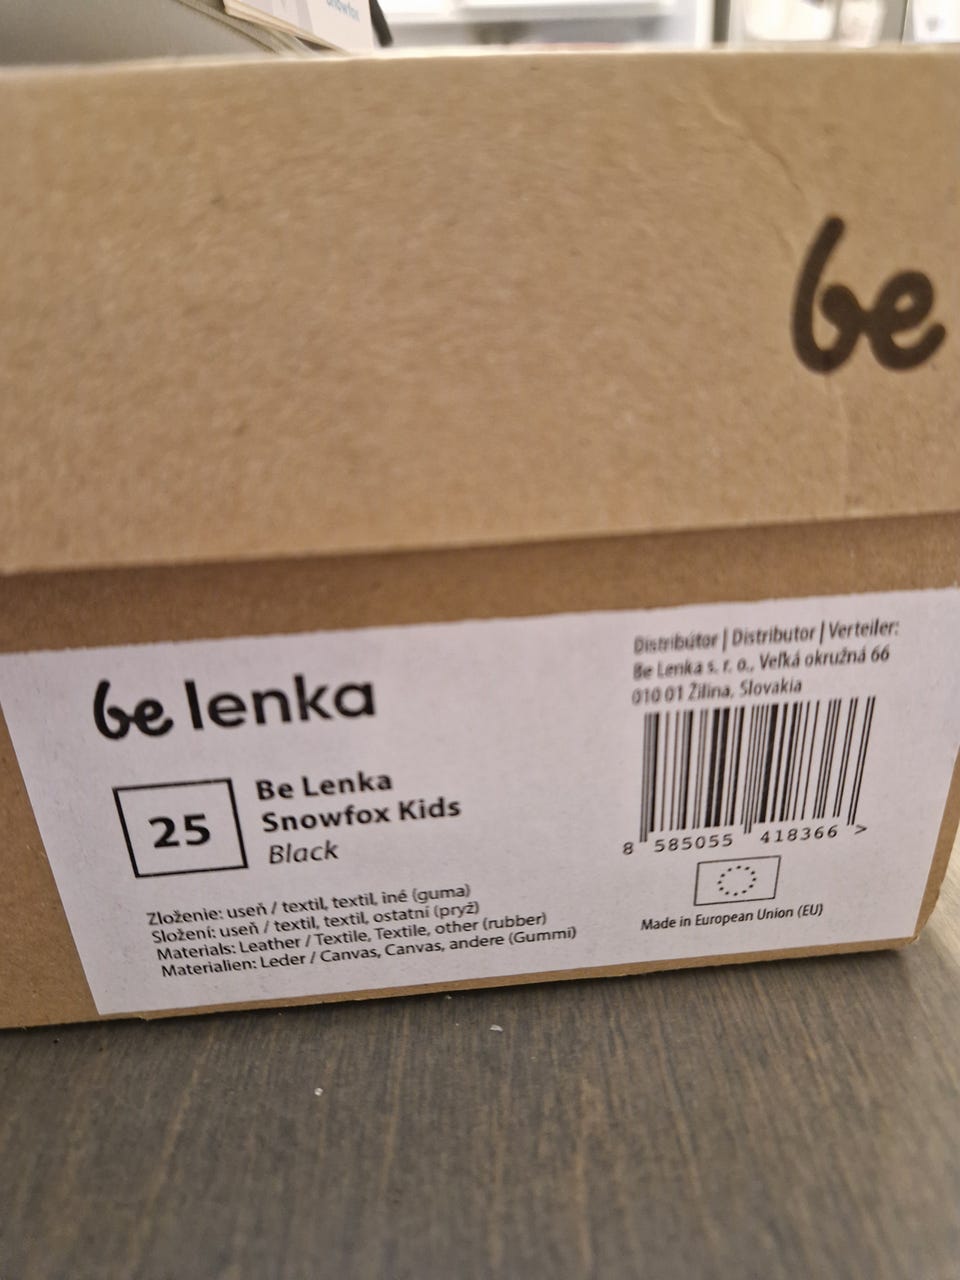 Snowfox
be
be lenka
25
Be Lenka
Snowfox Kids
Black
Zloženie: useň / textil, textil, iné (guma)
Složení: useň / textil, textil, ostatní (pryž)
Materials: Leather / Textile, Textile, other (rubber)
Materialien: Leder / Canvas, Canvas, andere (Gummi)
Distribútor | Distributor | Verteiler:
Be Lenka s. r. o., Veľká okružná 66
010 01 Žilina, Slovakia
8 585055 418366 >
Made in European Union (EU)